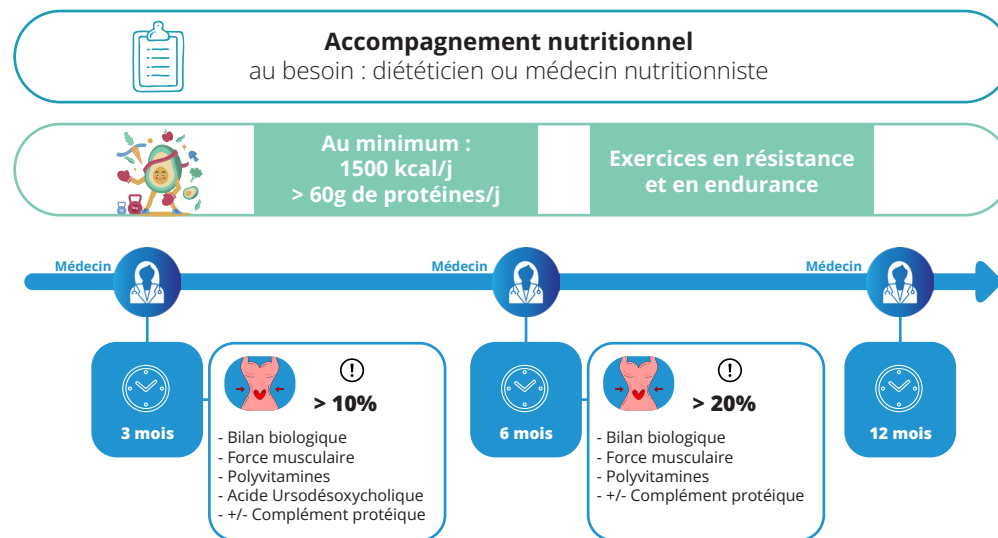 Accompagnement nutritionnel
au besoin : diététicien ou médecin nutritionniste
Au minimum :
1500 kcal/j
> 60g de protéines/j
Exercices en résistance
et en endurance
Médecin
Médecin
Médecin
3 mois
> 10%
- Bilan biologique
- Force musculaire
- Polyvitamines
- Acide Ursodésoxycholique
- +/- Complément protéique
6 mois
> 20%
- Bilan biologique
- Force musculaire
- Polyvitamines
- +/- Complément protéique
12 mois